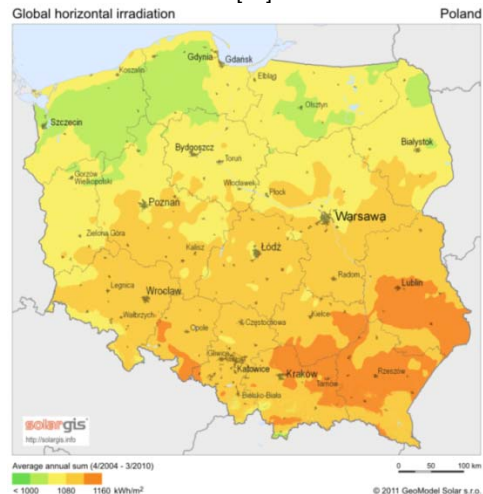 Global horizontal irradiation
Poland
Gdynia
Gdańsk
Koszalin
Elbląg
Olsztyn
Szczecin
Białystok
Bydgoszcz
Toruń
Gorzów
Wielkopolski
Włocławek
Płock
Poznań
Warsawa
Zielona Góra
Kalisz
Łódź
Radom
Lublin
Legnica
Wrocław
Kielce
Wałbrzych
Opole
Częstochowa
Katowice
Kraków
Tarnów
Rzeszów
Bielsko-Biała
solargis
http://solargis.info
Average annual sum (4/2004 - 3/2010)
0 50 100 km
< 1000 1080 1160 kWh/m²
© 2011 GeoModel Solar s.r.o.